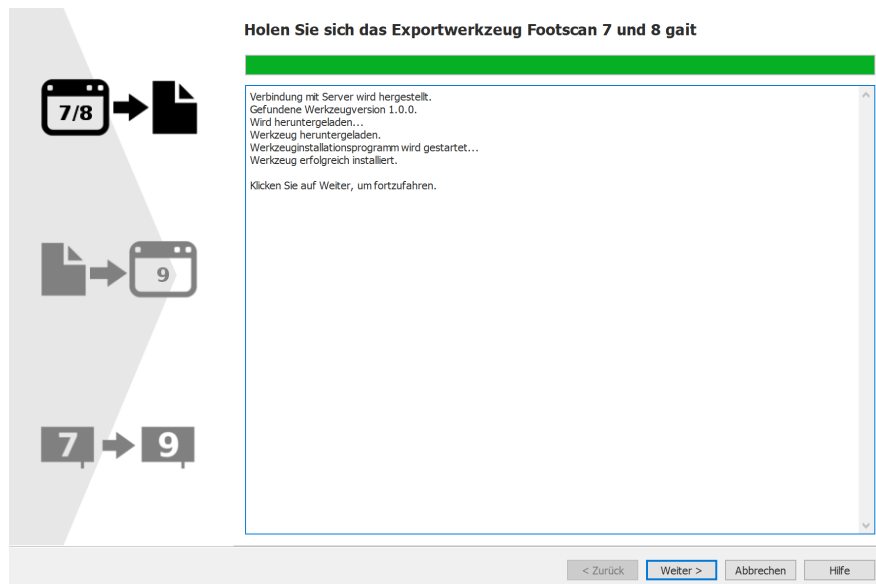 Holen Sie sich das Exportwerkzeug Footscan 7 und 8 gait
7/8
Verbindung mit Server wird hergestellt.
Gefundene Werkzeugversion 1.0.0.
Wird heruntergeladen...
Werkzeug heruntergeladen.
Werkzeuginstallationsprogramm wird gestartet...
Werkzeug erfolgreich installiert.
Klicken Sie auf Weiter, um fortzufahren.
9
7 9
< Zurück Weiter > Abbrechen Hilfe